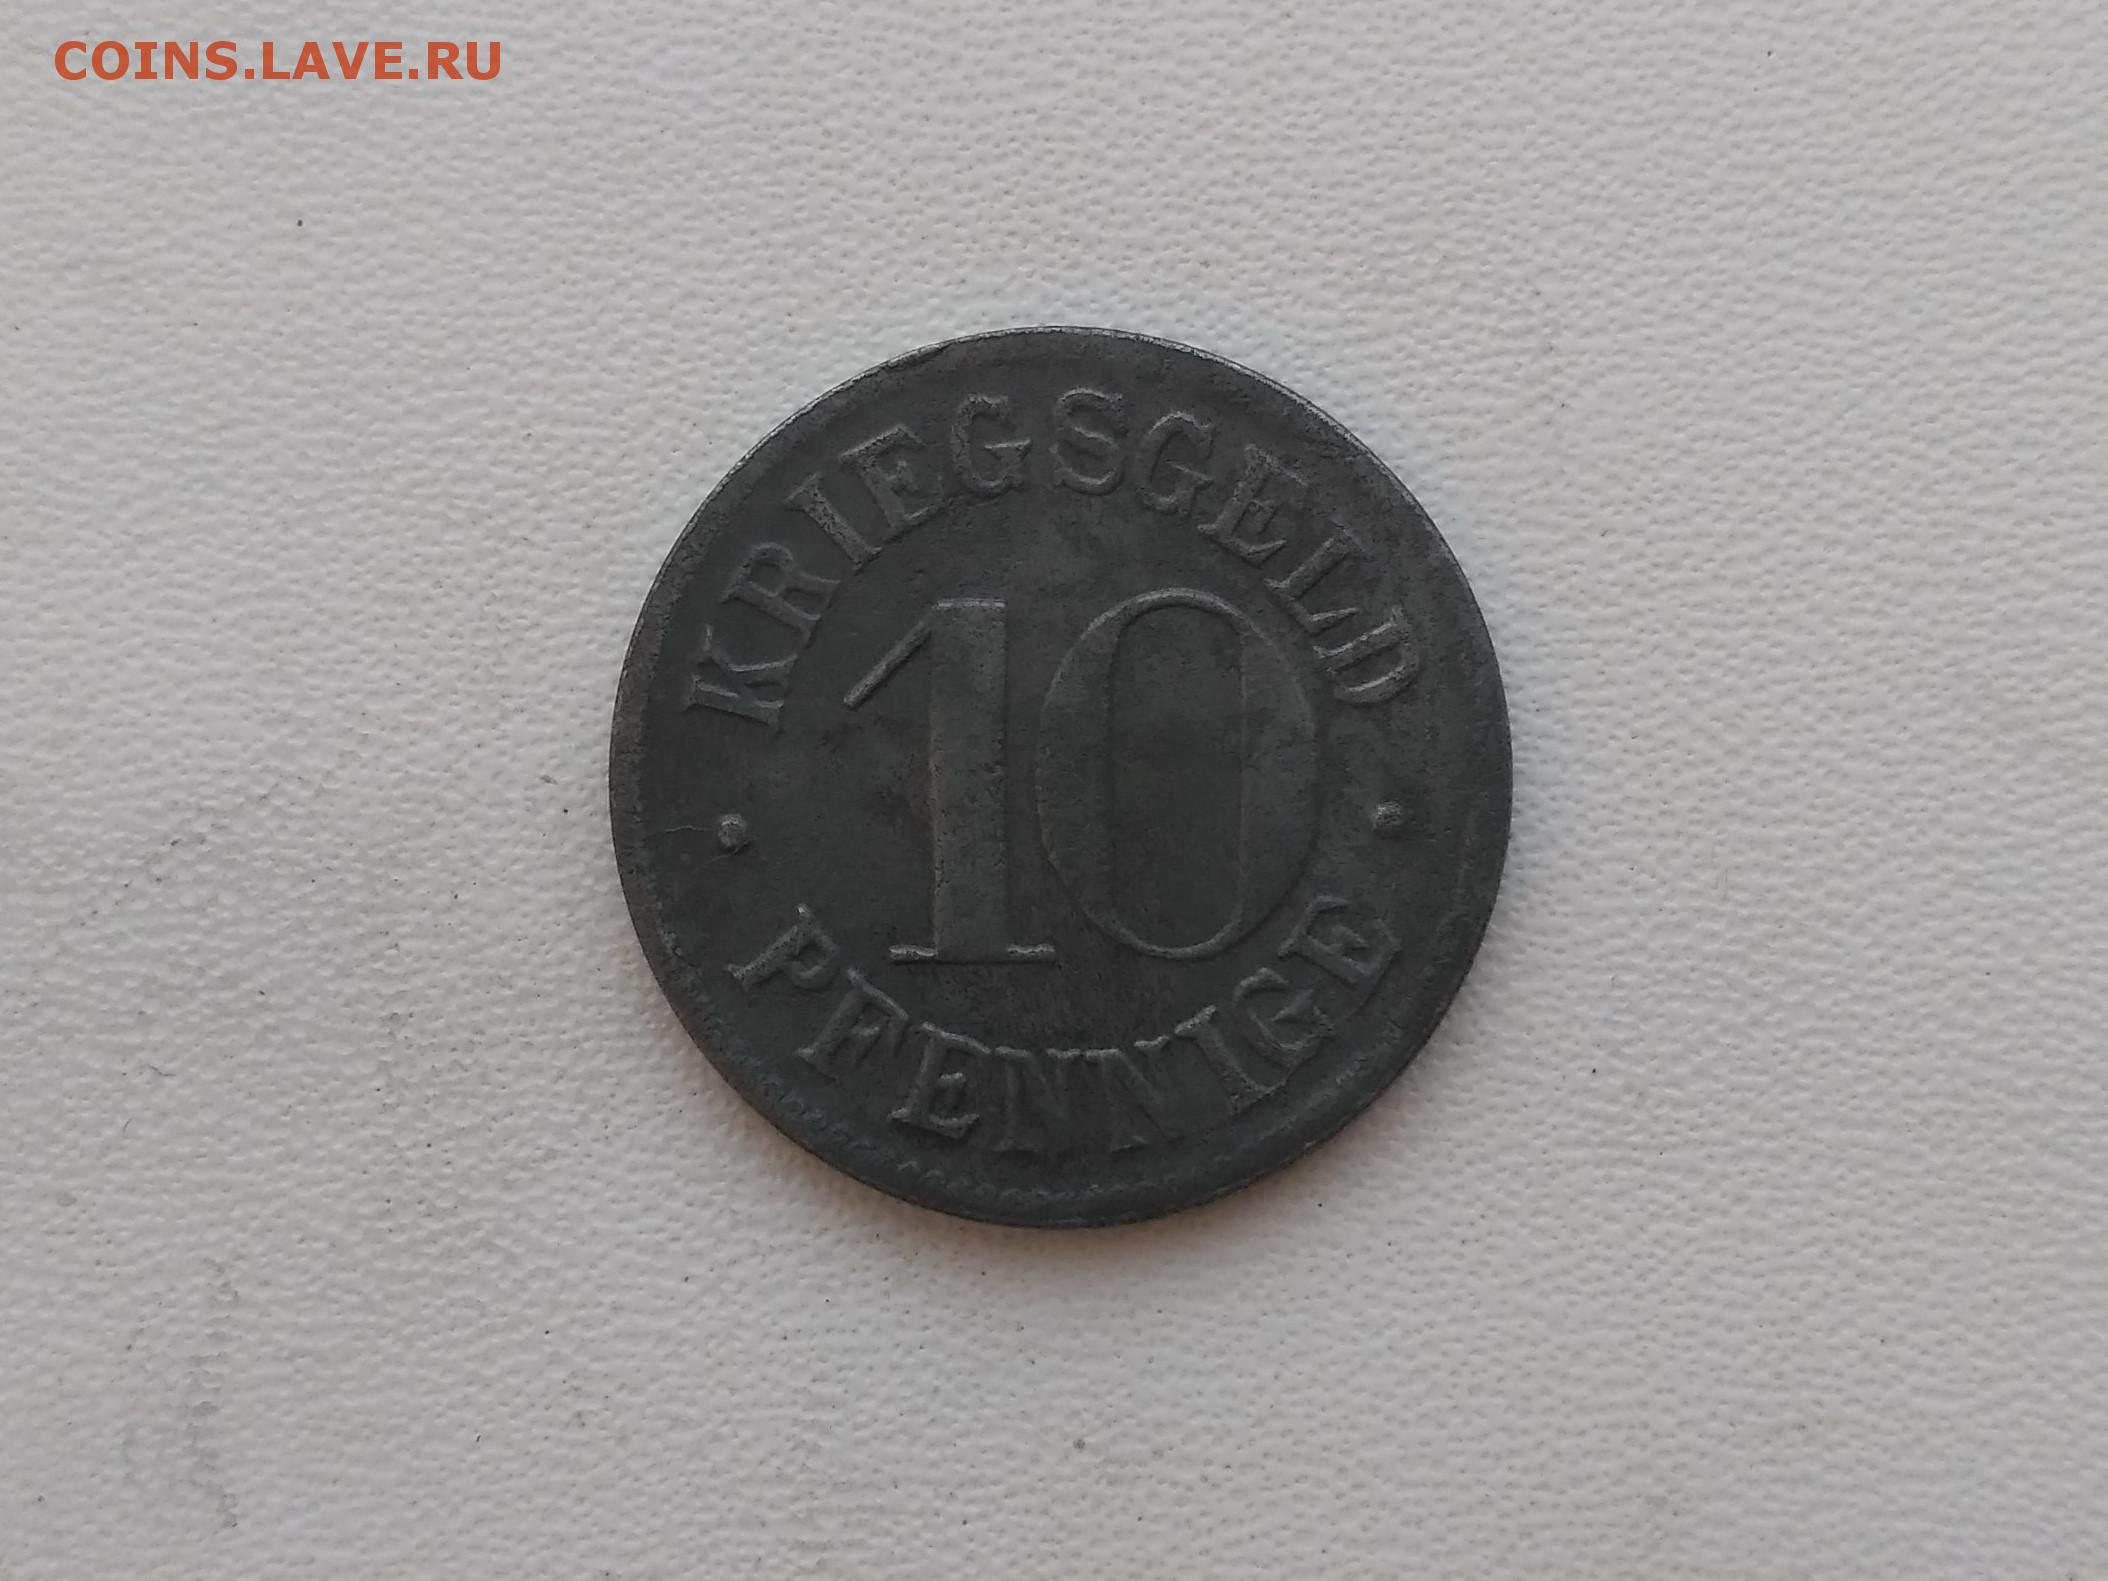 COINS.LAVE.RU
KRIEGSGELD
10
PFENNIGE